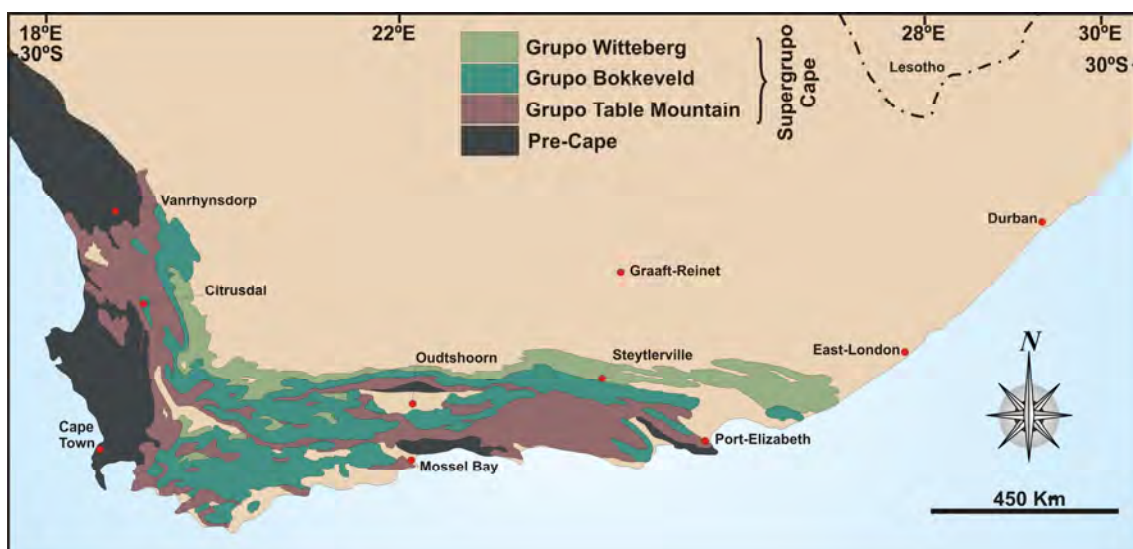 18ºE
-30ºS
22ºE
28ºE
30ºE
30ºS
Grupo Witteberg
Grupo Bokkeveld
Grupo Table Mountain
Pre-Cape
Supergrupo
Cape
Lesotho
Vanrhynsdorp
Durban
Graaft-Reinet
Citrusdal
Oudtshoorn
Steytlerville
East-London
N
Cape
Town
Port-Elizabeth
Mossel Bay
450 Km